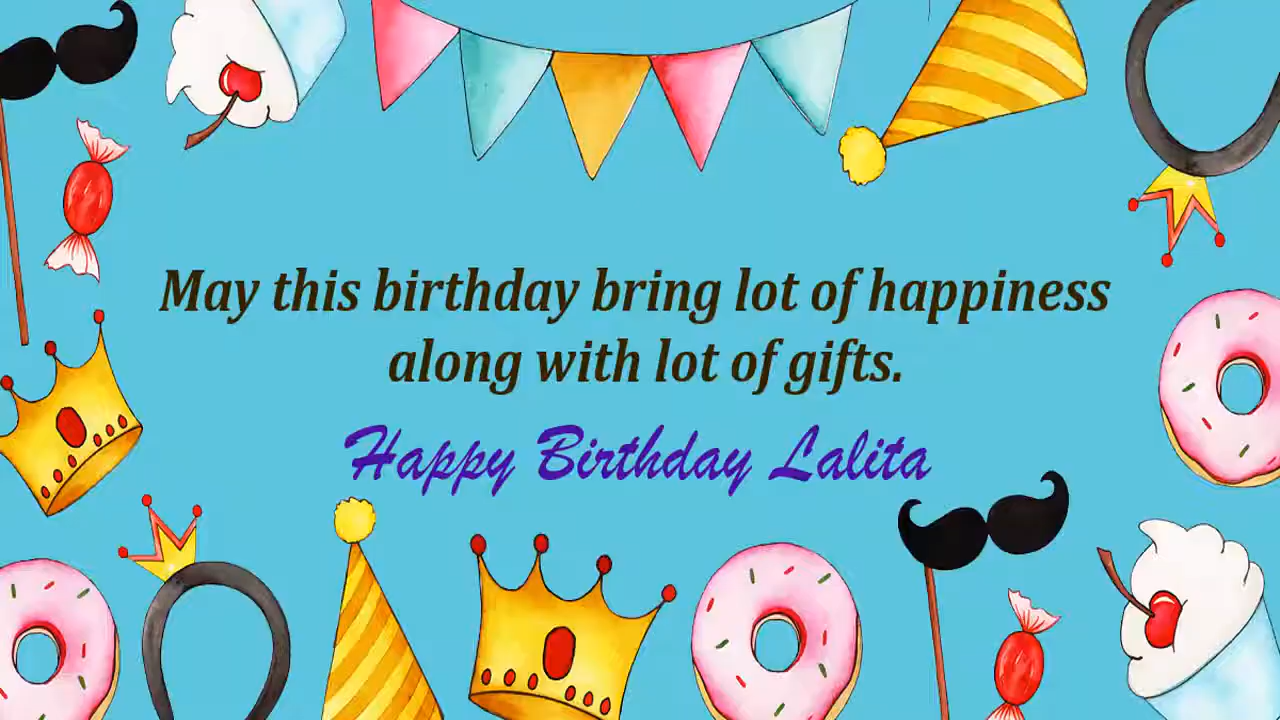 May this birthday bring lot of happiness
along with lot of gifts.
Happy Birthday Lalita